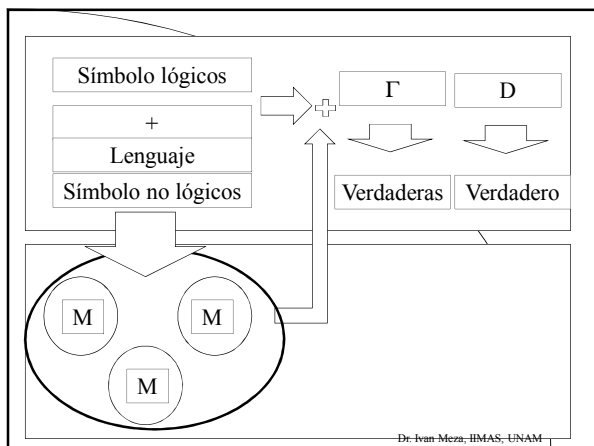 Símbolo lógicos
+
Lenguaje
Símbolo no lógicos
Γ
D
Verdaderas
Verdadero
M
M
M
Dr. Ivan Meza, IIMAS, UNAM